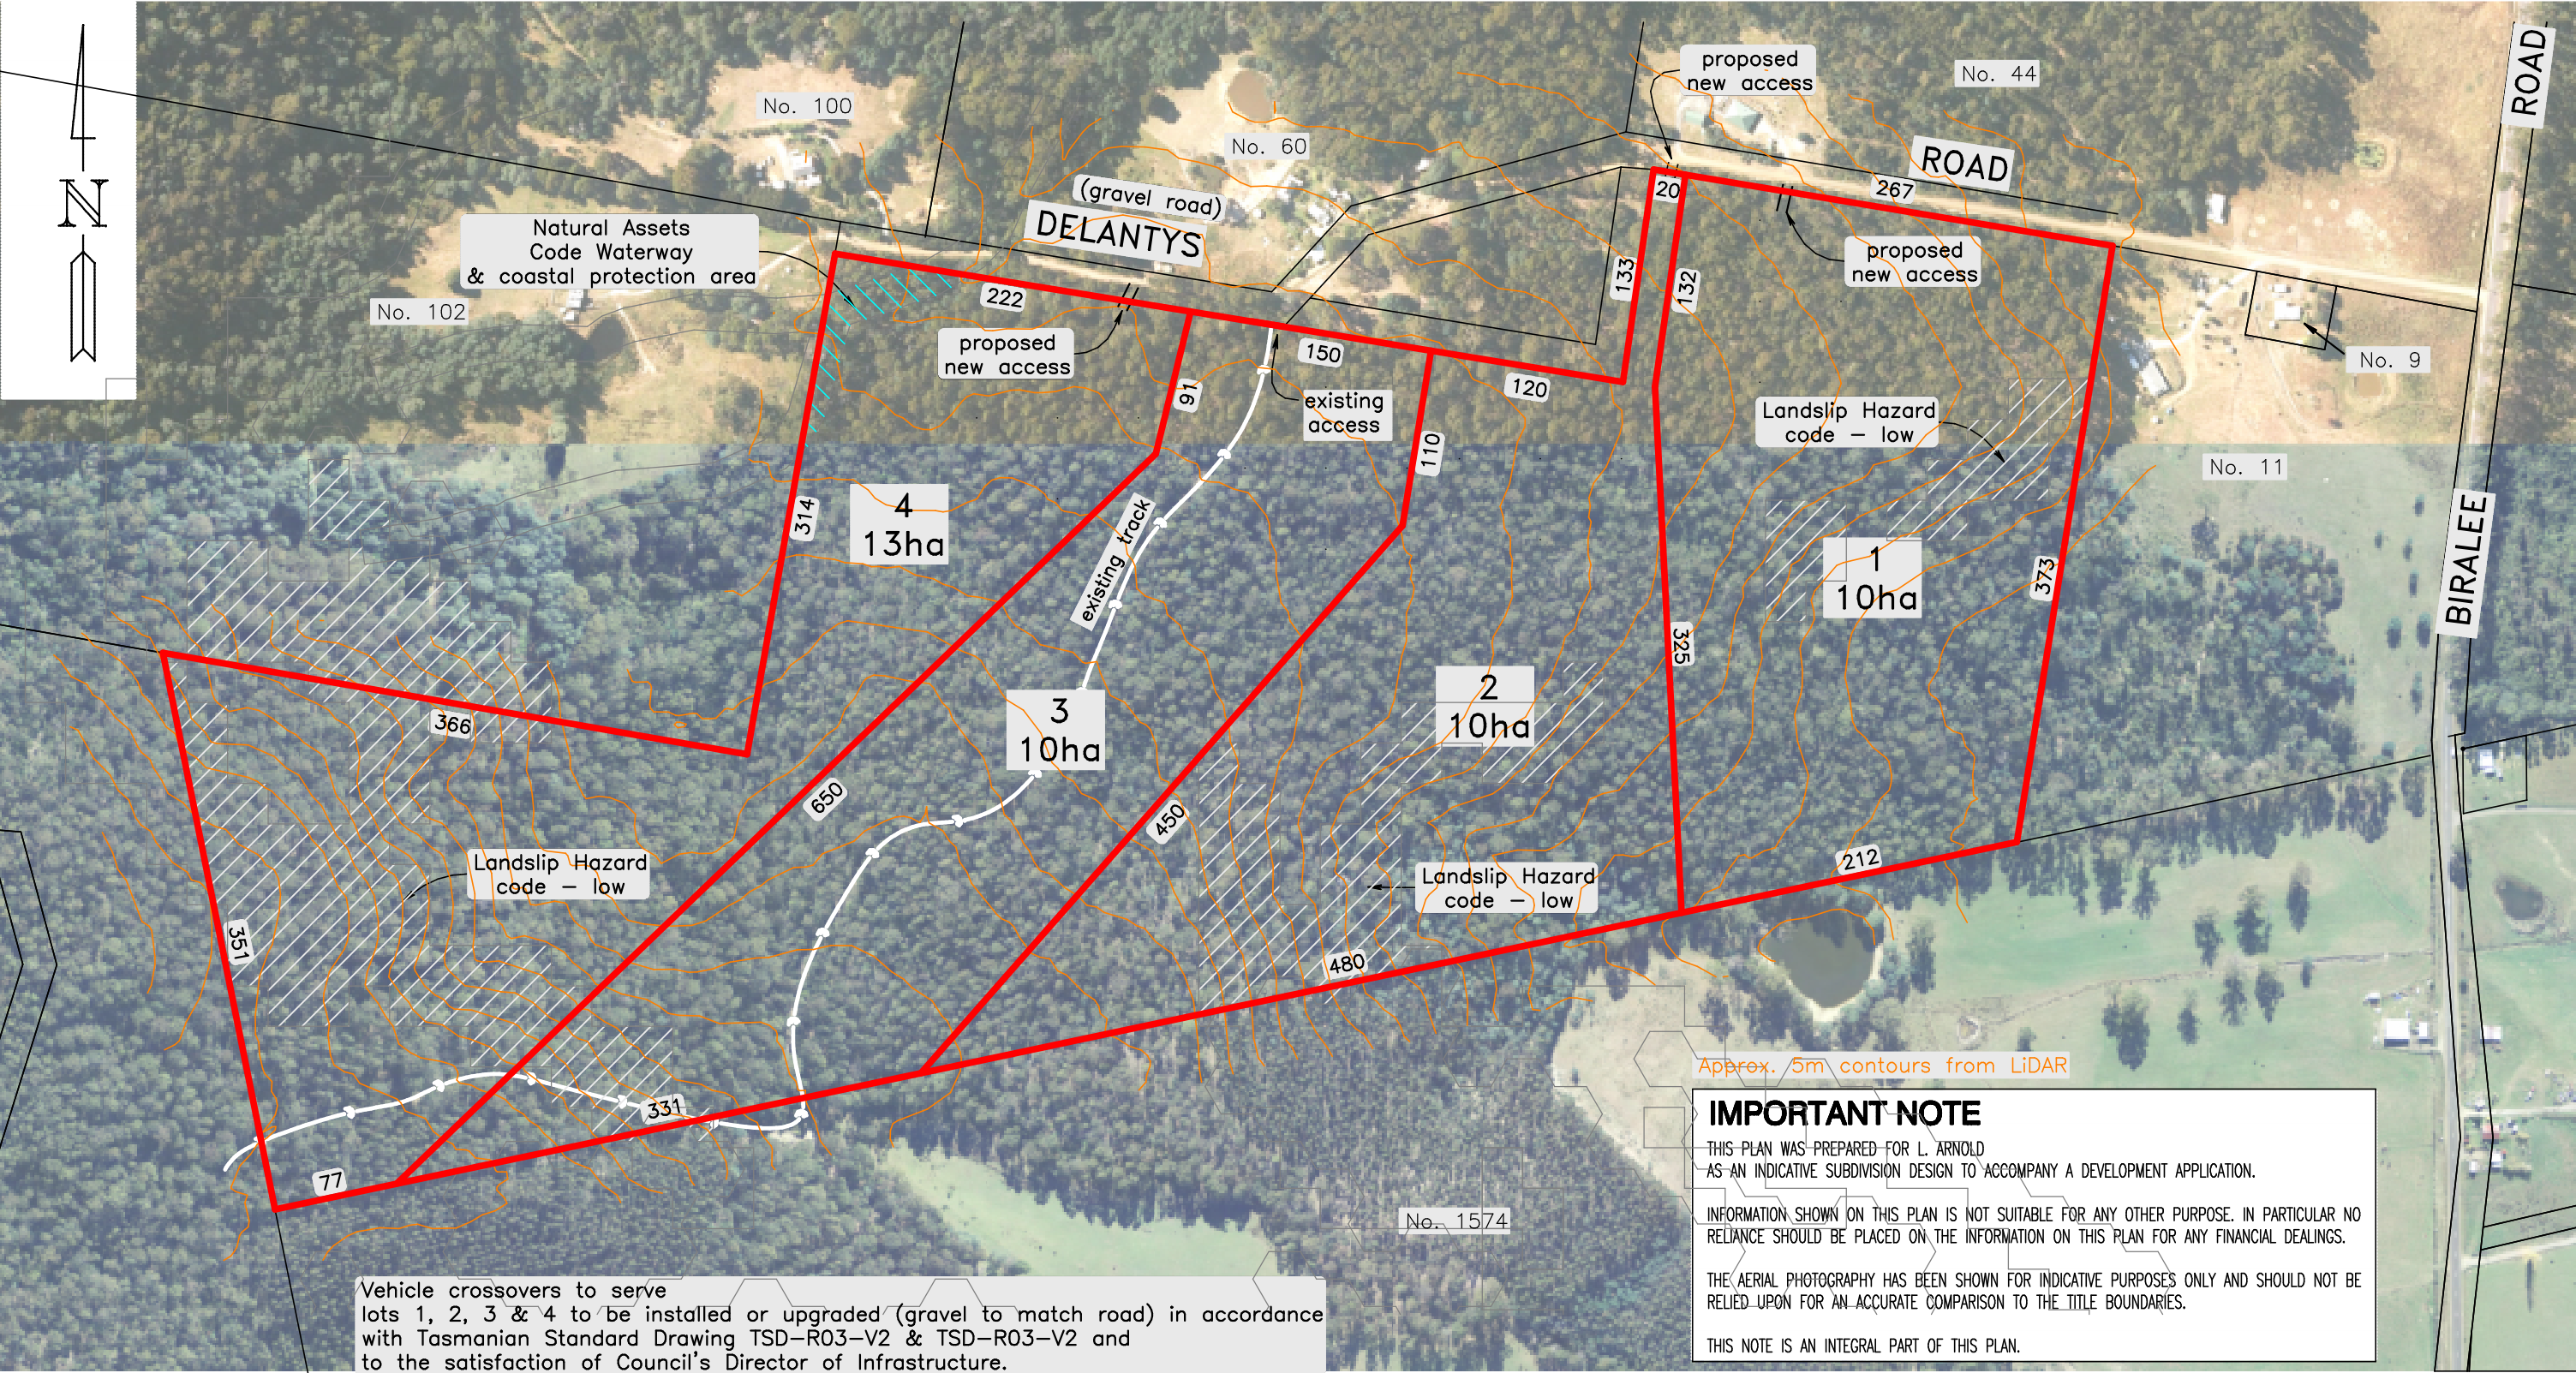 N
No. 100
No. 60
No. 44
No. 102
No. 9
No. 11
No. 1574
proposed
new access
ROAD
ROAD
267
20
(gravel road)
DELANTYS
Natural Assets
Code Waterway
& coastal protection area
222
proposed
new access
133
132
proposed
new access
150
120
91
existing
access
110
Landslip Hazard
code – low
314
4
13ha
existing track
1
10ha
373
BIRALEE
325
2
10ha
3
10ha
366
650
450
Landslip Hazard
code – low
Landslip Hazard
code – low
212
351
480
331
77
Approx. 5m contours from LiDAR
IMPORTANT NOTE
THIS PLAN WAS PREPARED FOR L. ARNOLD
AS AN INDICATIVE SUBDIVISION DESIGN TO ACCOMPANY A DEVELOPMENT APPLICATION.
INFORMATION SHOWN ON THIS PLAN IS NOT SUITABLE FOR ANY OTHER PURPOSE. IN PARTICULAR NO
RELIANCE SHOULD BE PLACED ON THE INFORMATION ON THIS PLAN FOR ANY FINANCIAL DEALINGS.
THE AERIAL PHOTOGRAPHY HAS BEEN SHOWN FOR INDICATIVE PURPOSES ONLY AND SHOULD NOT BE
RELIED UPON FOR AN ACCURATE COMPARISON TO THE TITLE BOUNDARIES.
THIS NOTE IS AN INTEGRAL PART OF THIS PLAN.
Vehicle crossovers to serve
lots 1, 2, 3 & 4 to be installed or upgraded (gravel to match road) in accordance
with Tasmanian Standard Drawing TSD–R03–V2 & TSD–R03–V2 and
to the satisfaction of Council's Director of Infrastructure.